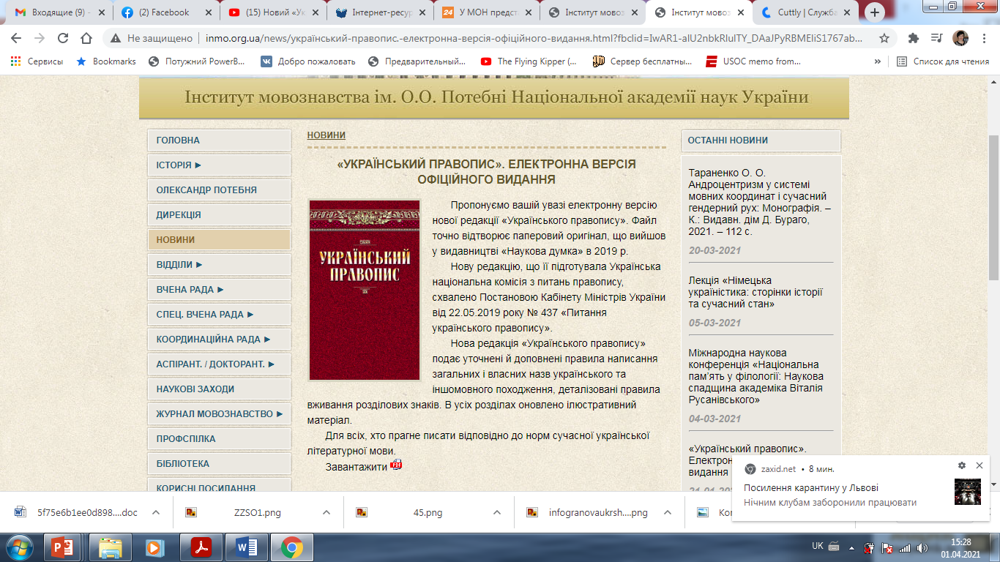 Входящие (9) -
(2) Facebook
(15) Новий «Ук
Інтернет-ресур
24
У МОН предст
Інститут мовоз
Інститут мовоз
Cuttly | Служба
Не защищено
inmo.org.ua/news/український-правопис.-електронна-версія-офіційного-видання.html?fbclid=
Сервисы
Bookmarks
Потужний PowerB...
Добро пожаловать
Предварительный...
The Flying Kipper (...
Сервер бесплатны...
USOC memo from...
»
Список для чтения
Інститут мовознавства ім. О.О. Потебні Національної академії наук України
ГОЛОВНА
ІСТОРІЯ ►
ОЛЕКСАНДР ПОТЕБНЯ
ДИРЕКЦІЯ
НОВИНИ
ВІДДІЛИ ►
ВЧЕНА РАДА ►
СПЕЦ. ВЧЕНА РАДА ►
КООРДИНАЦІЙНА РАДА ►
АСПІРАНТ. / ДОКТОРАНТ. ►
НАУКОВІ ЗАХОДИ
ЖУРНАЛ МОВОЗНАВСТВО ►
ПРОФСПІЛКА
БІБЛІОТЕКА
КОРИСНІ ПОСИЛАННЯ
НОВИНИ
«УКРАЇНСЬКИЙ ПРАВОПИС». ЕЛЕКТРОННА ВЕРСІЯ
ОФІЦІЙНОГО ВИДАННЯ
УКРАЇНСЬКИЙ
ПРАВОПИС
Пропонуємо вашій увазі електронну версію
нової редакції «Українського правопису». Файл
точно відтворює паперовий оригінал, що вийшов
у видавництві «Наукова думка» в 2019 р.
Нову редакцію, що її підготувала Українська
національна комісія з питань правопису,
схвалено Постановою Кабінету Міністрів України
від 22.05.2019 року № 437 «Питання
українського правопису».
Нова редакція «Українського правопису»
подає уточнені й доповнені правила написання
загальних і власних назв українського та
іншомовного походження, деталізовані правила
вживання розділових знаків. В усіх розділах оновлено ілюстративний
матеріал.
Для всіх, хто прагне писати відповідно до норм сучасної української
літературної мови.
Завантажити PDF
ОСТАННІ НОВИНИ
Тараненко О. О.
Андроцентризм у системі
мовних координат і сучасний
гендерний рух: Монографія. –
К.: Видавн. дім Д. Бураго,
2021. – 112 с.
20-03-2021
Лекція «Німецька
україністика: сторінки історії
та сучасний стан»
05-03-2021
Міжнародна наукова
конференція «Національна
пам’ять у філології: Наукова
спадщина академіка Віталія
Русанівського»
04-03-2021
«Український правопис».
Електрон
видання
zaxid.net • 8 мин.
Посилення карантину у Львові
Нічним клубам заборонили працювати
5f75e6b1ee0d898....doc
ZZSO1.png
45.png
infogranovaukrsh....png
Кол
UK
15:28
01.04.2021